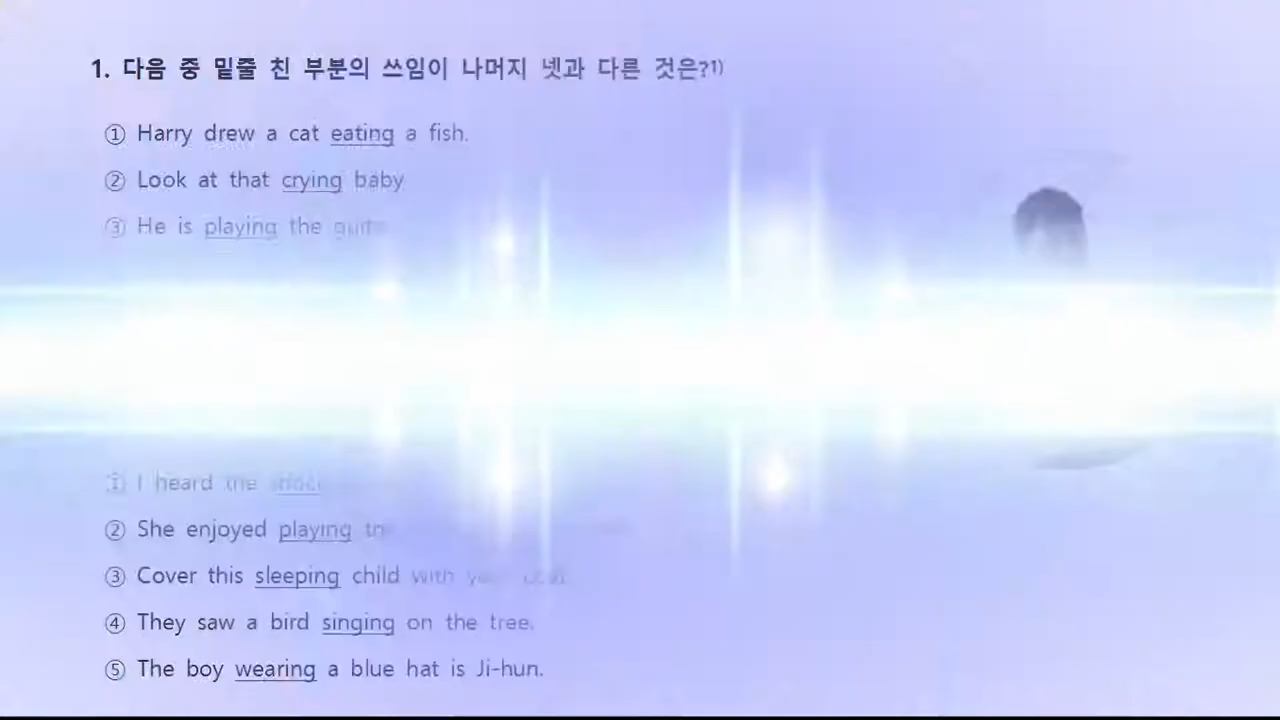 1. 다음 중 밑줄 친 부분의 쓰임이 나머지 넷과 다른 것은?1)
① Harry drew a cat eating a fish.
② Look at that crying baby
③ He is playing the
① I heard the
② She enjoyed playing
③ Cover this sleeping child with
④ They saw a bird singing on the tree.
⑤ The boy wearing a blue hat is Ji-hun.